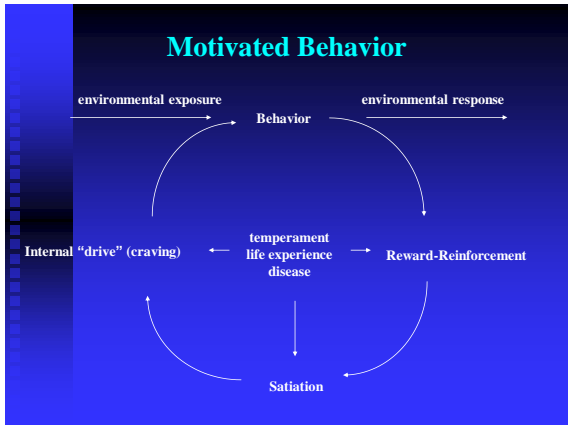 Motivated Behavior
environmental exposure
environmental response
Behavior
temperament
life experience
disease
Internal “drive” (craving)
Reward-Reinforcement
Satiation